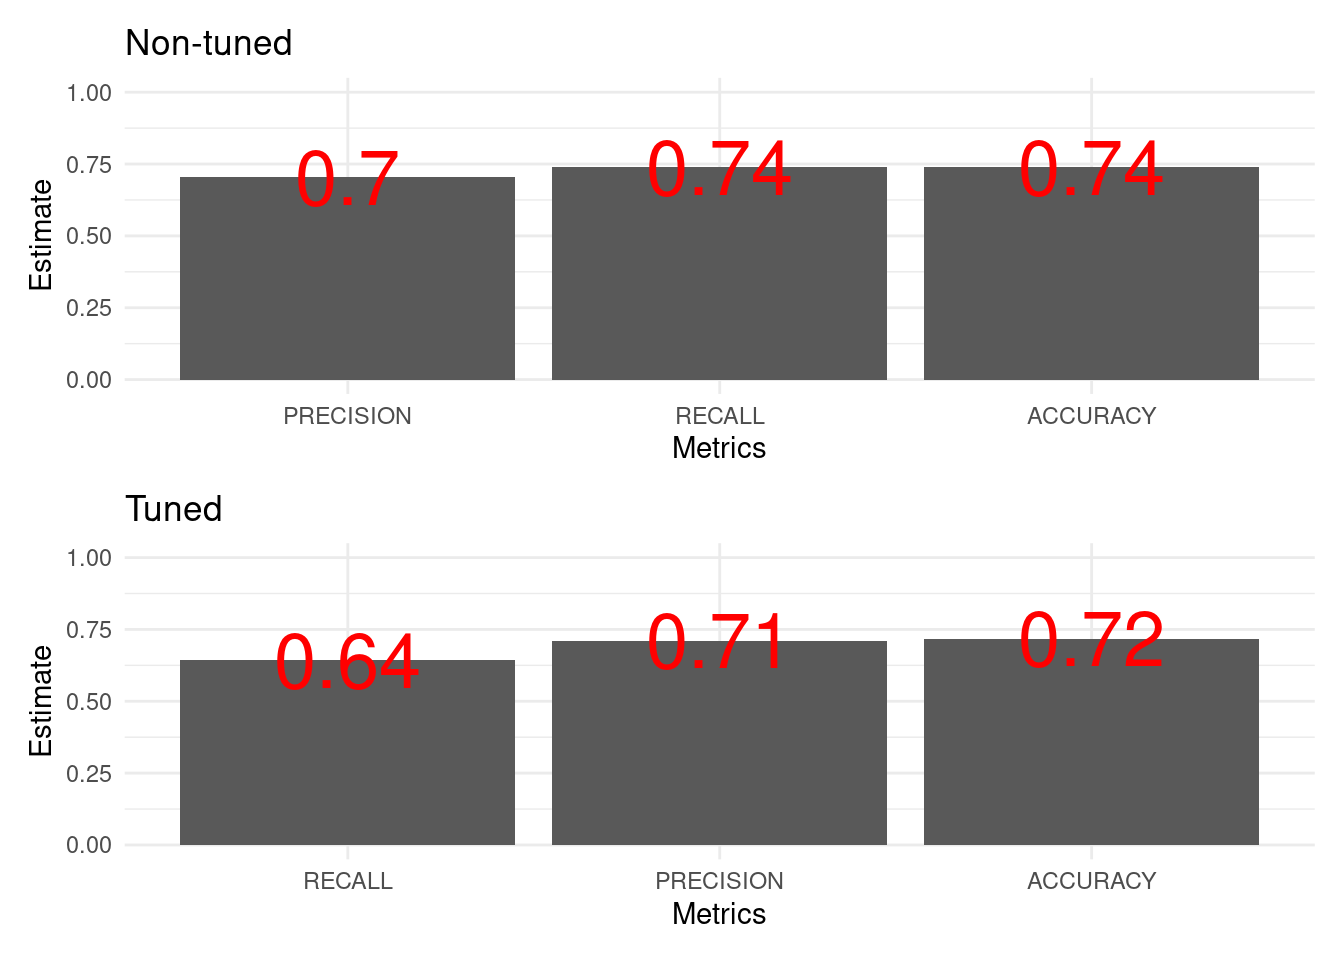 Non-tuned
1.00
0.75
0.50
0.25
0.00
Estimate
0.7
0.74
0.74
PRECISION
RECALL
ACCURACY
Metrics
Tuned
1.00
0.75
0.50
0.25
0.00
Estimate
0.64
0.71
0.72
RECALL
PRECISION
ACCURACY
Metrics